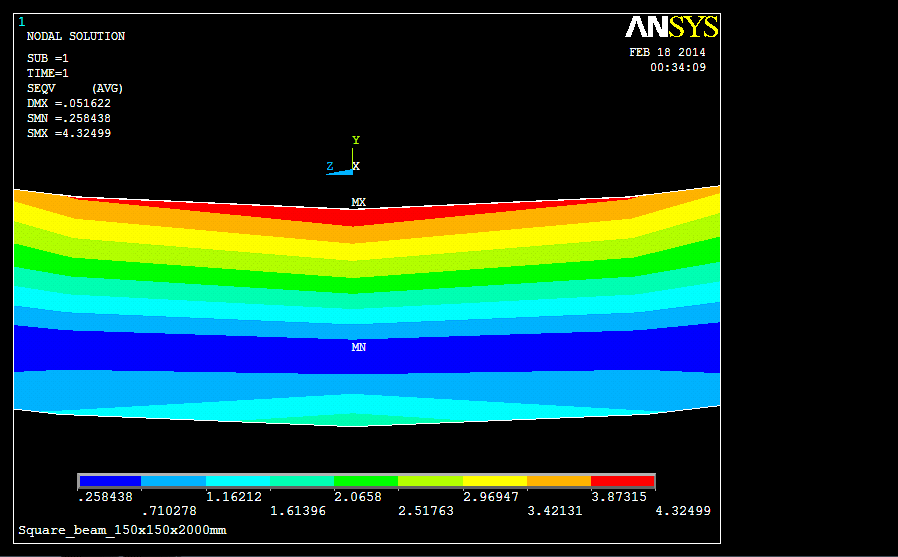 1
ANSYS
NODAL SOLUTION
FEB 18 2014
00:34:09
SUB =1
TIME=1
SEQV (AVG)
DMX =.051622
SMN =.258438
SMX =4.32499
Y
Z X
MX
MN
.258438 1.16212 2.0658 2.96947 3.87315
.710278 1.61396 2.51763 3.42131 4.32499
Square_beam_150x150x2000mm